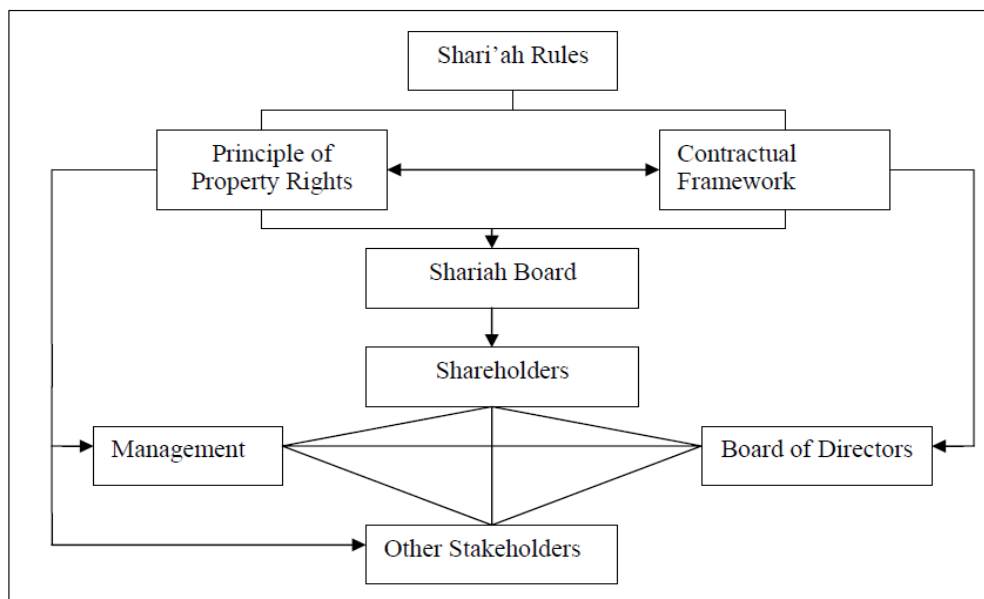 Shari’ah Rules
Principle of
Property Rights
Contractual
Framework
Shariah Board
Shareholders
Management
Board of Directors
Other Stakeholders